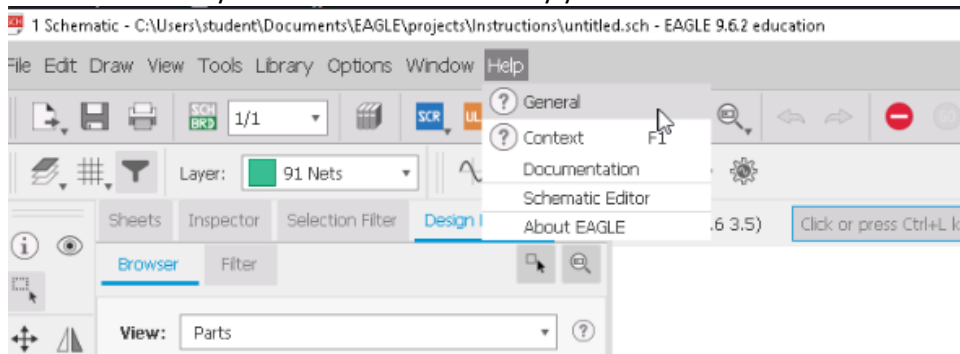 1 Schematic - C:\Users\student\Documents\EAGLE\projects\Instructions\untitled.sch - EAGLE 9.6.2 education
File Edit Draw View Tools Library Options Window Help
SCH BRD 1/1 SCR UL
General
Context F1
Documentation
Schematic Editor
About EAGLE
Layer: 91 Nets
Sheets Inspector Selection Filter Design .6 3.5) Click or press Ctrl+L
Browser Filter
View: Parts